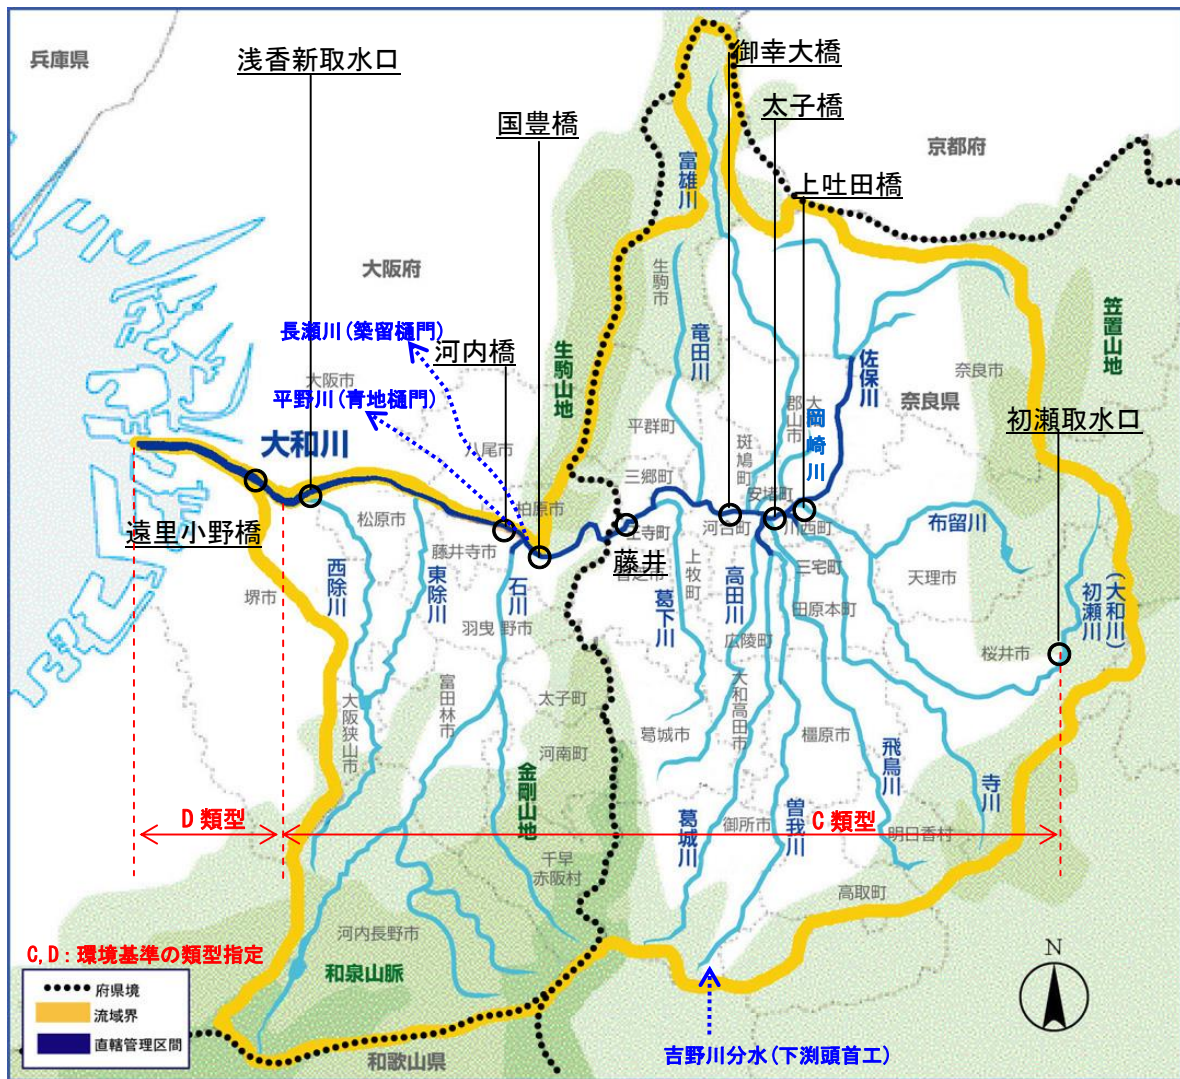 兵庫県
浅香新取水口
国豊橋
御幸大橋
太子橋
上吐田橋
京都府
富雄川
大阪府
生駒市
笠置山地
長瀬川(築留樋門)
河内橋
生駒山地
竜田川
佐保川
奈良市
奈良県
大阪市
平野川(青地樋門)
大和郡山市
岡崎川
初瀬取水口
平群町
斑鳩町
大和川
八尾市
三郷町
安堵町
柏原市
遠里小野橋
松原市
藤井寺市
王寺町
藤井
河合町
川西町
布留川
香芝市
上牧町
三宅町
天理市
(大和川)
初瀬川
西除川
東除川
石川
葛下川
高田川
田原本町
堺市
羽曳野市
広陵町
桜井市
大阪狭山市
富田林市
太子町
大和高田市
葛城市
橿原市
河南町
飛鳥川
寺川
金剛山地
D類型
C類型
葛城川
御所市
曽我川
明日香村
千早
赤阪村
高取町
河内長野市
C,D:環境基準の類型指定
和泉山脈
N
府県境
流域界
直轄管理区間
和歌山県
吉野川分水(下渕頭首工)